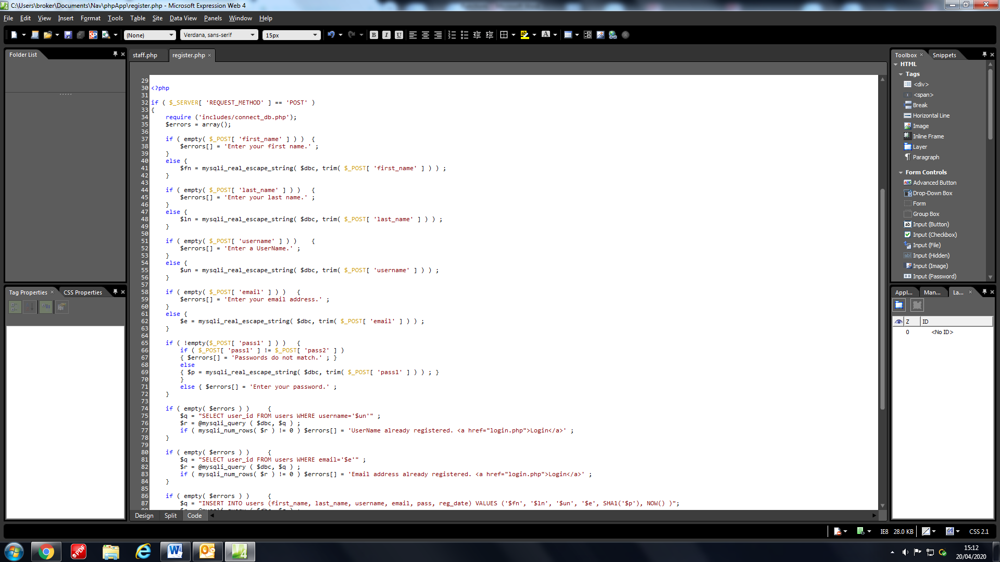 C:\Users\broker\Documents\Nav\phpApp\register.php - Microsoft Expression Web 4
File Edit View Insert Format Tools Table Site Data View Panels Window Help
(None) Verdana, sans-serif 15px
Folder List
staff.php register.php
29
30 <?php
31
32 if ( $_SERVER[ 'REQUEST_METHOD' ] == 'POST' )
33 {
34     require ('includes/connect_db.php');
35     $errors = array();
36
37     if ( empty( $_POST[ 'first_name' ] ) )  {
38         $errors[] = 'Enter your first name.' ;
39     }
40     else {
41         $fn = mysqli_real_escape_string( $dbc, trim( $_POST[ 'first_name' ] ) ) ;
42     }
43
44     if ( empty( $_POST[ 'last_name' ] ) )   {
45         $errors[] = 'Enter your last name.' ;
46     }
47     else {
48         $ln = mysqli_real_escape_string( $dbc, trim( $_POST[ 'last_name' ] ) ) ;
49     }
50
51     if ( empty( $_POST[ 'username' ] ) )    {
52         $errors[] = 'Enter a UserName.' ;
53     }
54     else {
55         $un = mysqli_real_escape_string( $dbc, trim( $_POST[ 'username' ] ) ) ;
56     }
57
58     if ( empty( $_POST[ 'email' ] ) )   {
59         $errors[] = 'Enter your email address.' ;
60     }
61     else {
62         $e = mysqli_real_escape_string( $dbc, trim( $_POST[ 'email' ] ) ) ;
63     }
64
65     if ( !empty($_POST[ 'pass1' ] ) )   {
66         if ( $_POST[ 'pass1' ] != $_POST[ 'pass2' ] )
67         { $errors[] = 'Passwords do not match.' ; }
68         else
69         { $p = mysqli_real_escape_string( $dbc, trim( $_POST[ 'pass1' ] ) ) ; }
70         }
71         else { $errors[] = 'Enter your password.' ;
72     }
73
74     if ( empty( $errors ) )     {
75         $q = "SELECT user_id FROM users WHERE username='$un'" ;
76         $r = @mysqli_query ( $dbc, $q ) ;
77         if ( mysqli_num_rows( $r ) != 0 ) $errors[] = 'UserName already registered. <a href="login.php">Login</a>' ;
78     }
79
80     if ( empty( $errors ) )     {
81         $q = "SELECT user_id FROM users WHERE email='$e'" ;
82         $r = @mysqli_query ( $dbc, $q ) ;
83         if ( mysqli_num_rows( $r ) != 0 ) $errors[] = 'Email address already registered. <a href="login.php">Login</a>' ;
84     }
85
86     if ( empty( $errors ) )     {
87         $q = "INSERT INTO users (first_name, last_name, username, email, pass, reg_date) VALUES ('$fn', '$ln', '$un', '$e', SHA1('$p'), NOW() )";
Design Split Code
Tag Properties CSS Properties
Toolbox Snippets
HTML
Tags
<div>
<span>
Break
Horizontal Line
Image
Inline Frame
Layer
Paragraph
Form Controls
Advanced Button
Drop-Down Box
Form
Group Box
Input (Button)
Input (Checkbox)
Input (File)
Input (Hidden)
Input (Image)
Input (Password)
Appl... Man... La...
Z ID
0 <No ID>
IE8 28.0 KB CSS 2.1
15:12
20/04/2020